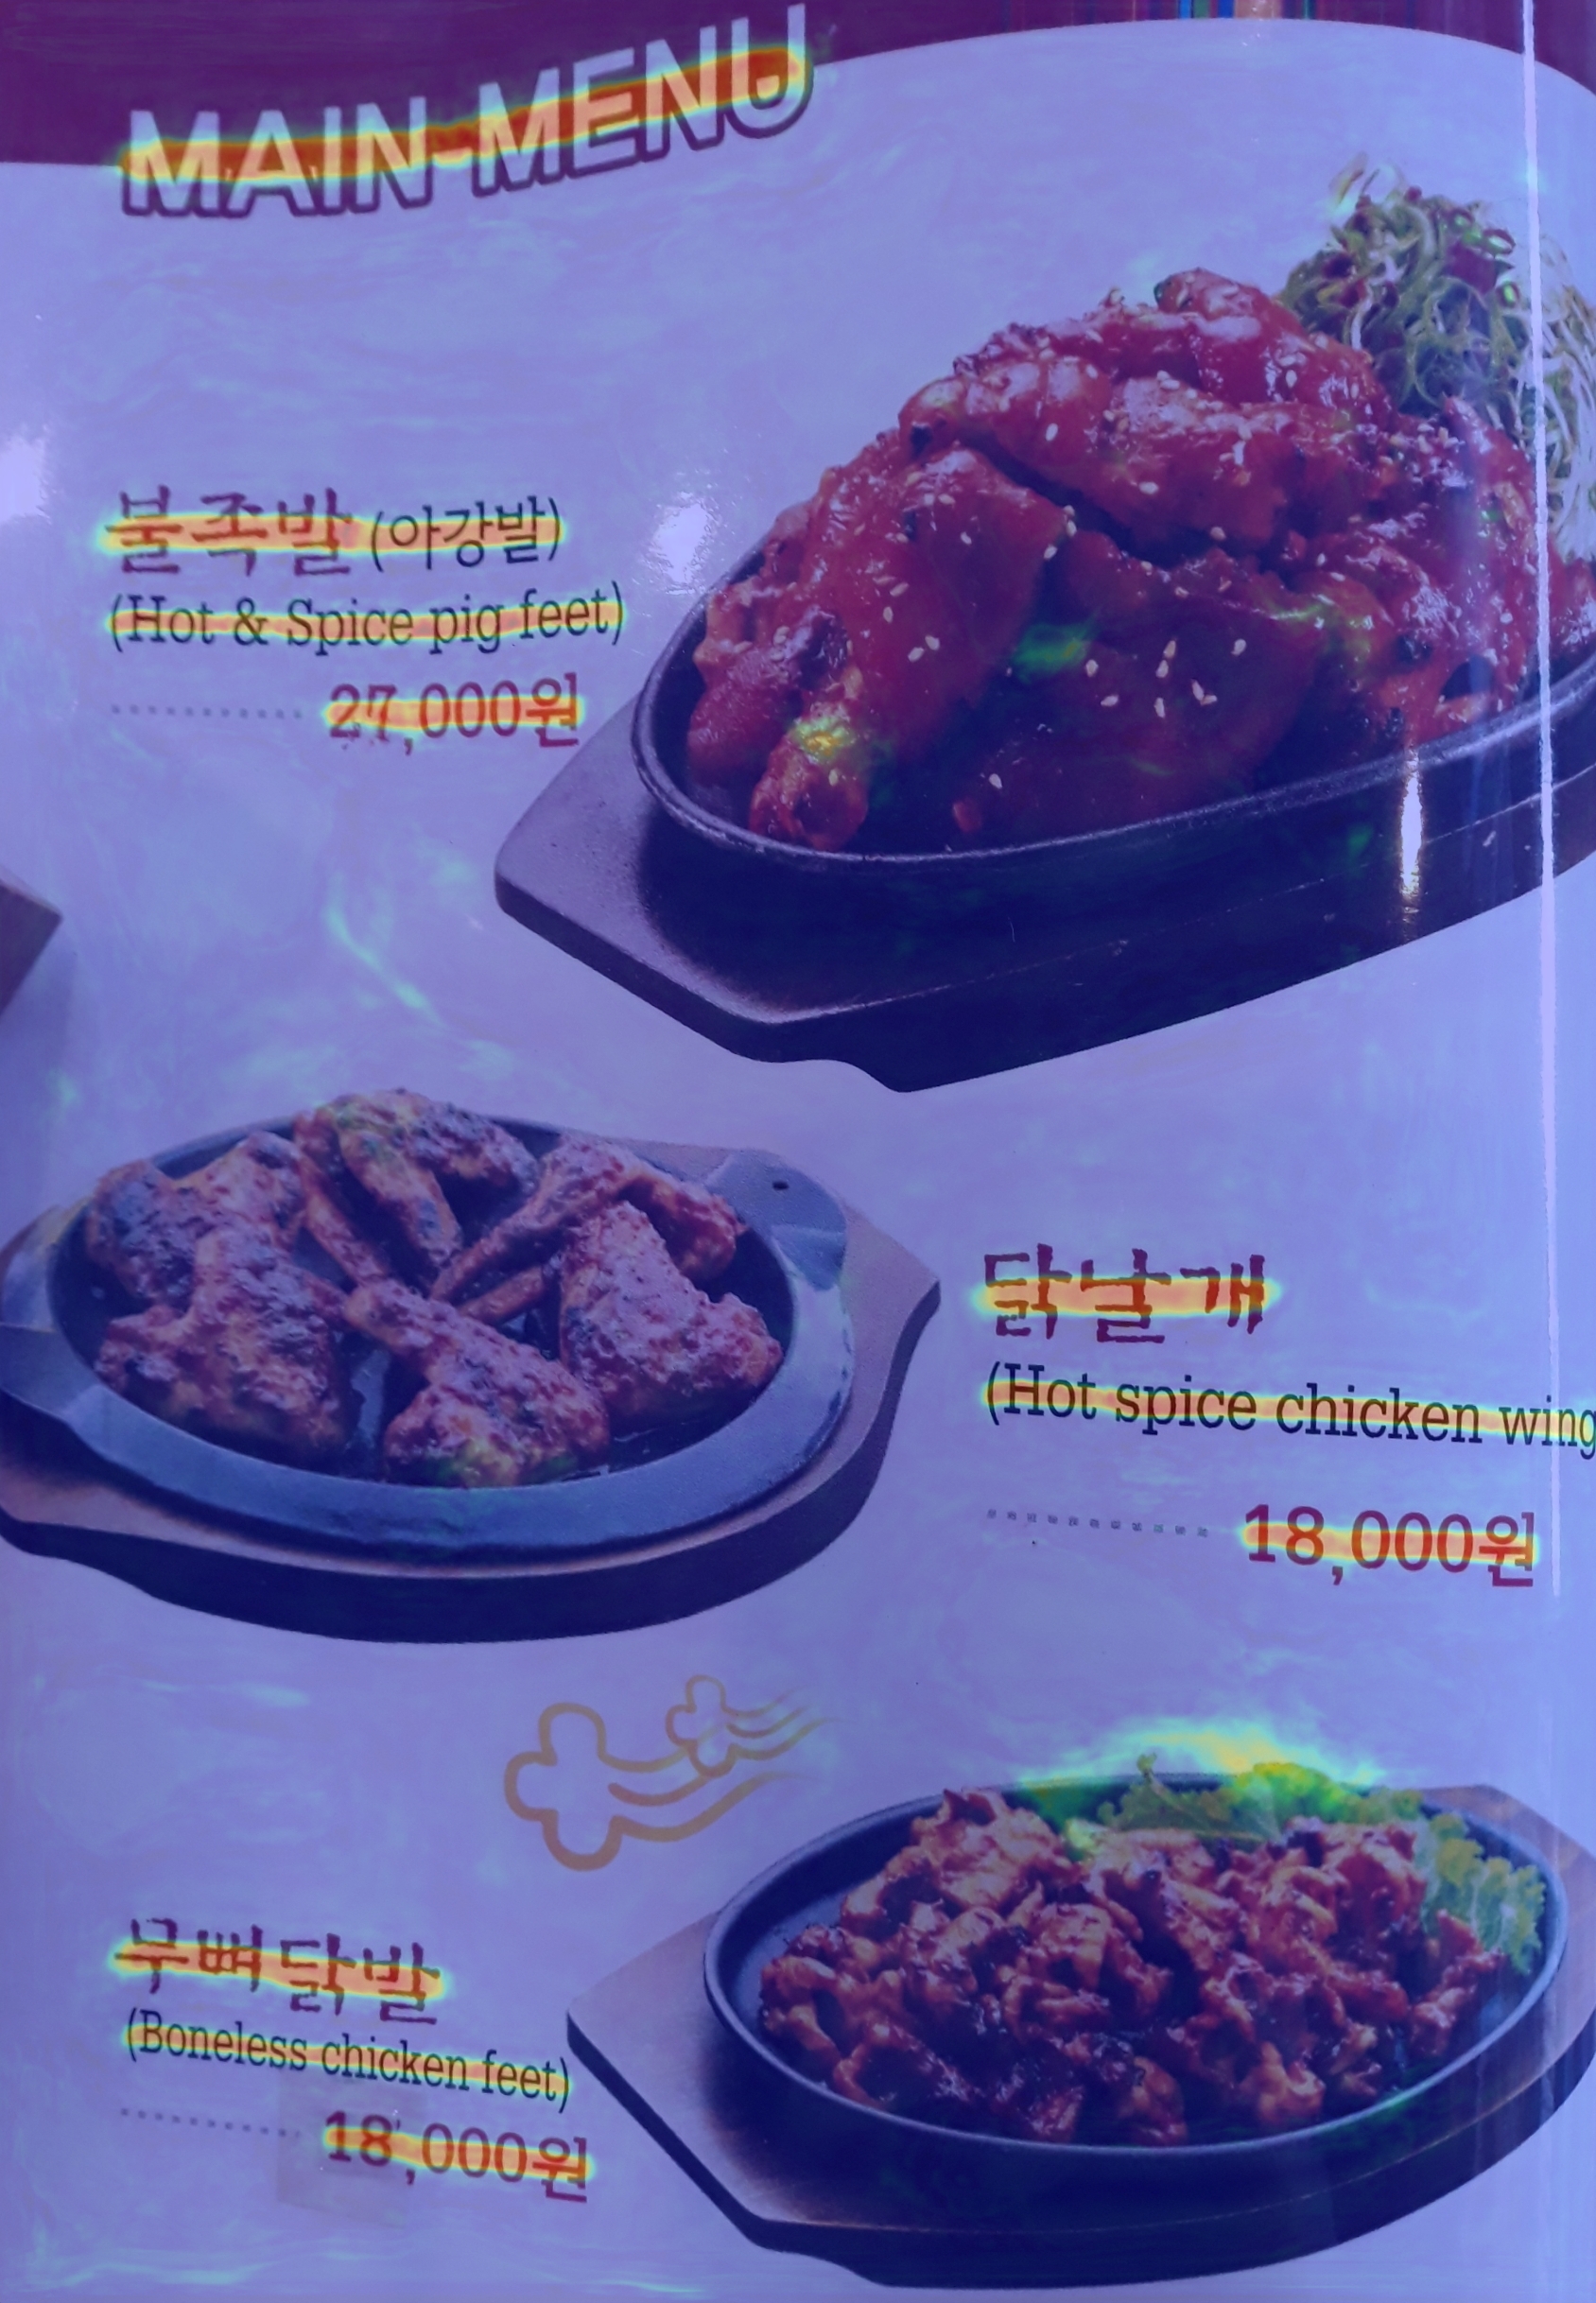 MAIN-MENU
불족발 (아강발)
(Hot & Spice pig feet)
27,000원
닭날개
(Hot spice chicken wing
18,000원
무뼈닭발
(Boneless chicken feet)
18,000원